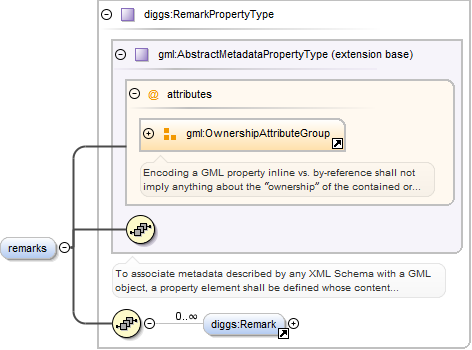 diggs:RemarkPropertyType
gml:AbstractMetadataPropertyType (extension base)
@ attributes
gml:OwnershipAttributeGroup
Encoding a GML property inline vs. by-reference shall not
imply anything about the "ownership" of the contained or...
remarks
To associate metadata described by any XML Schema with a GML
object, a property element shall be defined whose content...
0..∞
diggs:Remark